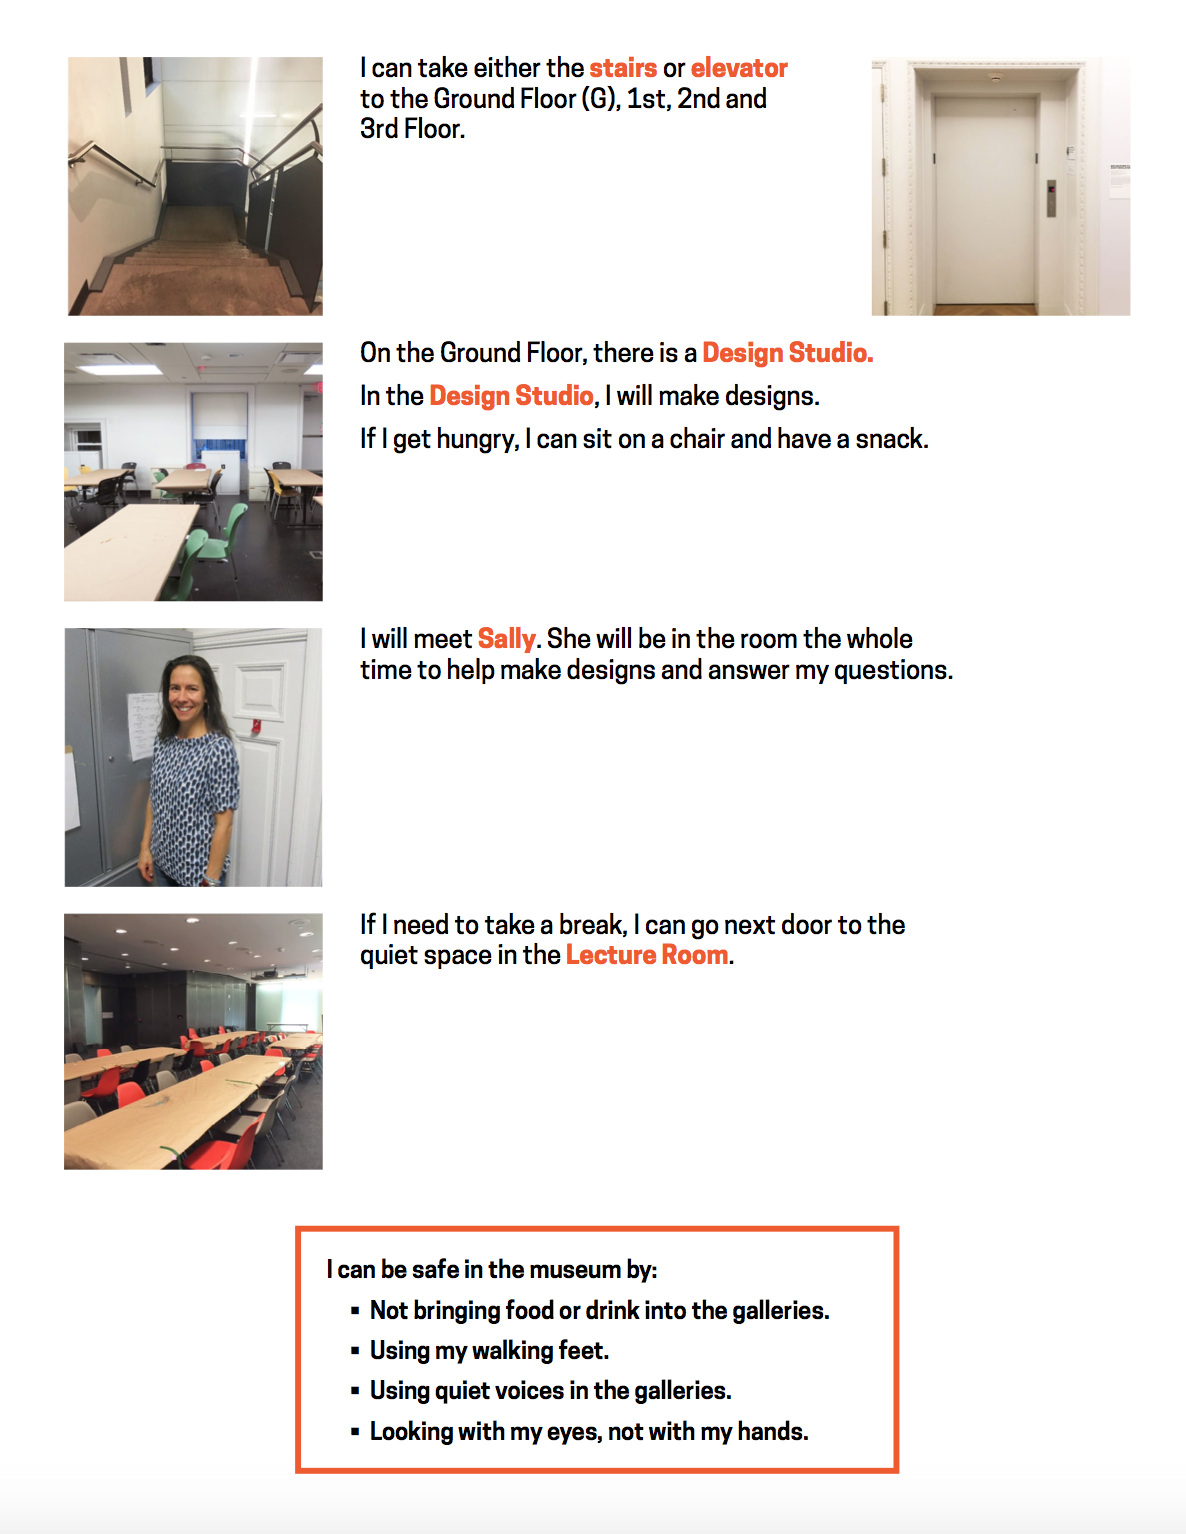 I can take either the stairs or elevator
to the Ground Floor (G), 1st, 2nd and
3rd Floor.
On the Ground Floor, there is a Design Studio.
In the Design Studio, I will make designs.
If I get hungry, I can sit on a chair and have a snack.
I will meet Sally. She will be in the room the whole
time to help make designs and answer my questions.
If I need to take a break, I can go next door to the
quiet space in the Lecture Room.
I can be safe in the museum by:
▪ Not bringing food or drink into the galleries.
▪ Using my walking feet.
▪ Using quiet voices in the galleries.
▪ Looking with my eyes, not with my hands.